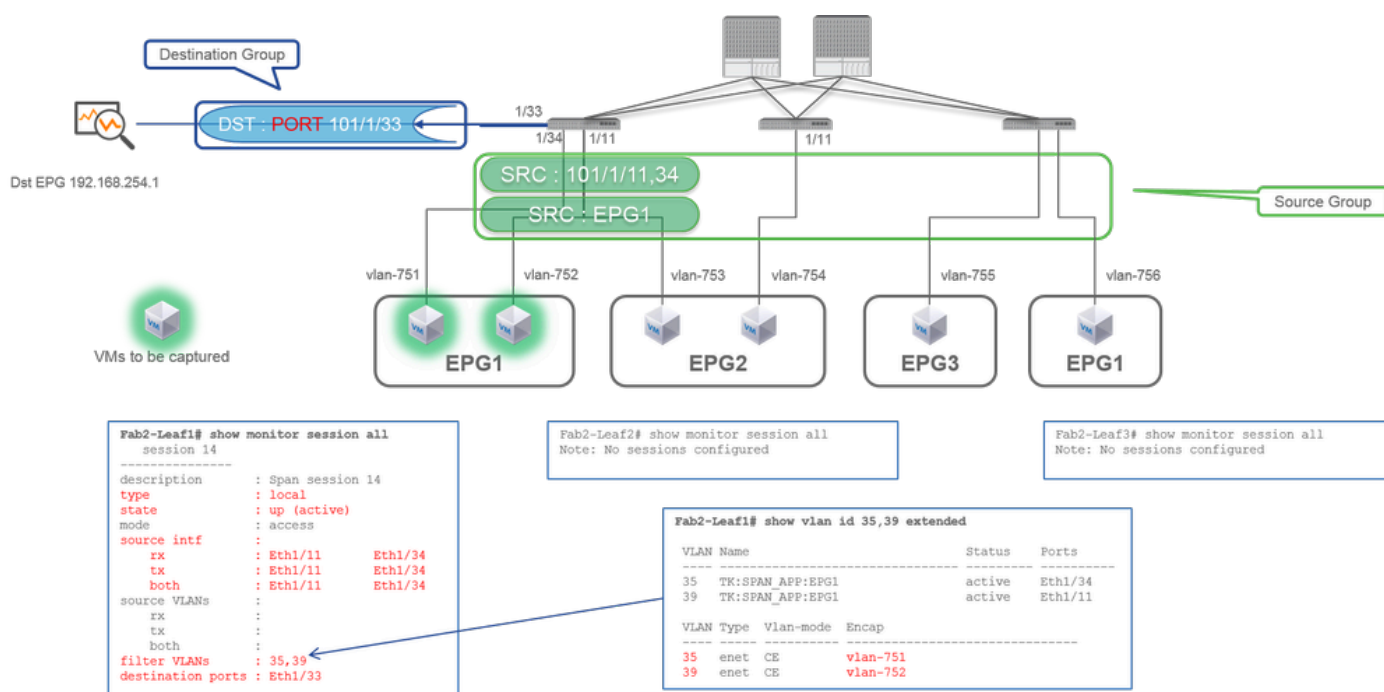 Destination Group
DST : PORT 101/1/33
1/33
1/34
1/11
1/11
Dst EPG 192.168.254.1
SRC : 101/1/11,34
SRC : EPG1
Source Group
vlan-751
vlan-752
vlan-753
vlan-754
vlan-755
vlan-756
VM
VM
VM
VM
VM
VM
VM
VMs to be captured
EPG1
EPG2
EPG3
EPG1
Fab2-Leaf1# show monitor session all
session 14
---------------
description : Span session 14
type : local
state : up (active)
mode : access
source intf :
rx : Eth1/11 Eth1/34
tx : Eth1/11 Eth1/34
both : Eth1/11 Eth1/34
source VLANs :
rx :
tx :
both :
filter VLANs : 35,39
destination ports : Eth1/33
Fab2-Leaf2# show monitor session all
Note: No sessions configured
Fab2-Leaf3# show monitor session all
Note: No sessions configured
Fab2-Leaf1# show vlan id 35,39 extended
VLAN Name Status Ports
---- -------------------------------- --------- ----------
35 TK:SPAN_APP:EPG1 active Eth1/34
39 TK:SPAN_APP:EPG1 active Eth1/11
VLAN Type Vlan-mode Encap
---- ----- ---------- -------------------------------
35 enet CE vlan-751
39 enet CE vlan-752